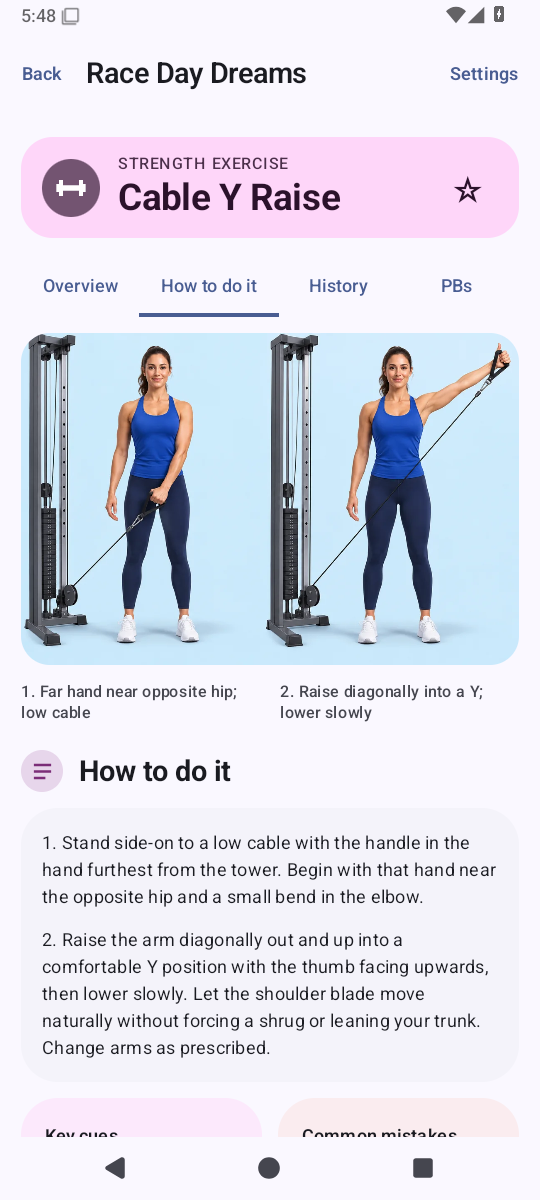 5:48
Back
Race Day Dreams
Settings
STRENGTH EXERCISE
Cable Y Raise
Overview
How to do it
History
PBs
1. Far hand near opposite hip;
low cable
2. Raise diagonally into a Y;
lower slowly
How to do it
1. Stand side-on to a low cable with the handle in the
hand furthest from the tower. Begin with that hand near
the opposite hip and a small bend in the elbow.
2. Raise the arm diagonally out and up into a
comfortable Y position with the thumb facing upwards,
then lower slowly. Let the shoulder blade move
naturally without forcing a shrug or leaning your trunk.
Change arms as prescribed.
Key cues
Common mistakes